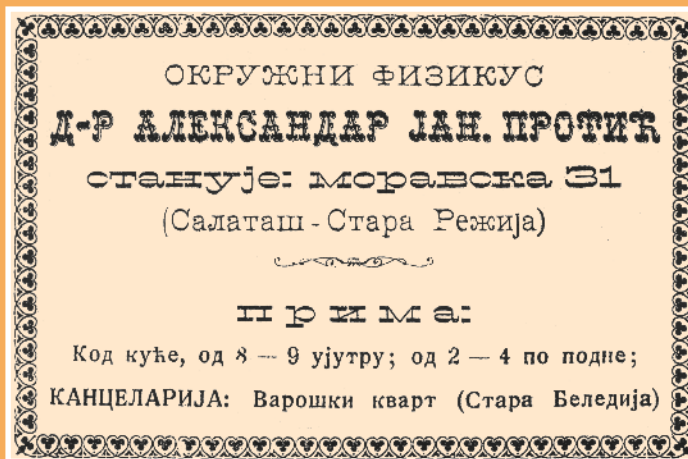 ОКРУЖНИ ФИЗИКУС
Д-Р АЛЕКСАНДАР ЈАН. ПРОТИЋ
станује: моравска 31
(Салаташ - Стара Режија)
прима:
Код куће, од 8 — 9 ујутру; од 2 — 4 по подне;
КАНЦЕЛАРИЈА: Варошки кварт (Стара Беледија)